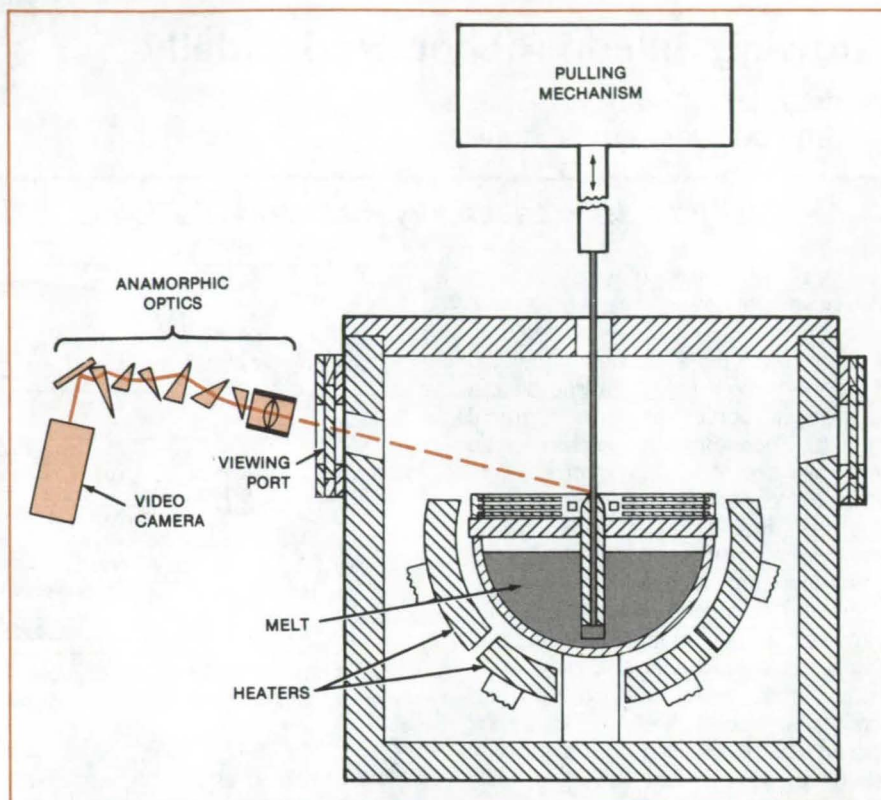 PULLING
MECHANISM
ANAMORPHIC
OPTICS
VIEWING
PORT
VIDEO
CAMERA
MELT
HEATERS